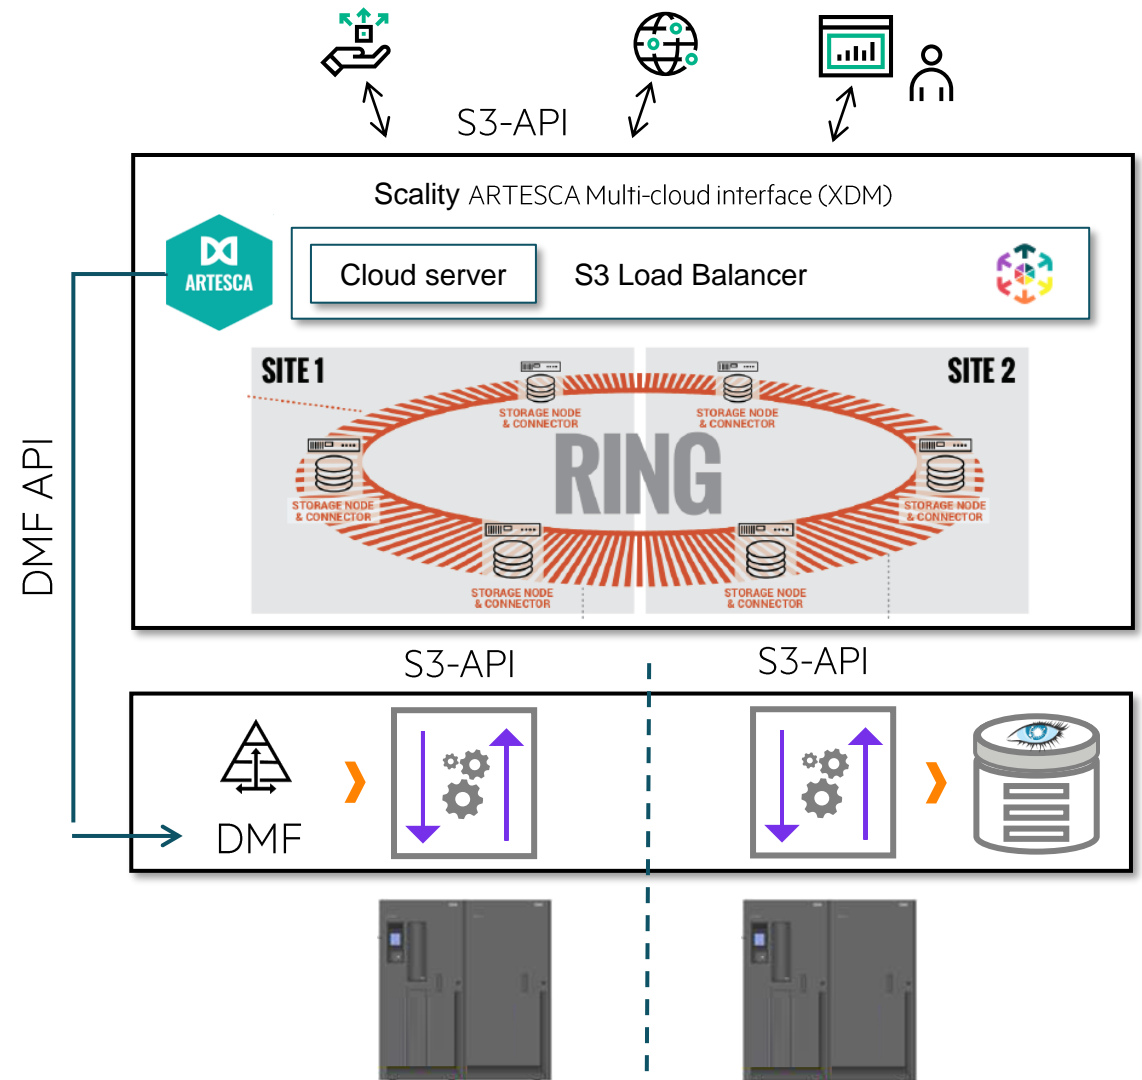 S3-API
Scality ARTESCA Multi-cloud interface (XDM)
ARTESCA
Cloud server
S3 Load Balancer
SITE 1
SITE 2
STORAGE NODE
& CONNECTOR
STORAGE NODE
& CONNECTOR
RING
STORAGE NODE
& CONNECTOR
STORAGE NODE
& CONNECTOR
STORAGE NODE
& CONNECTOR
STORAGE NODE
& CONNECTOR
DMF API
S3-API
S3-API
DMF